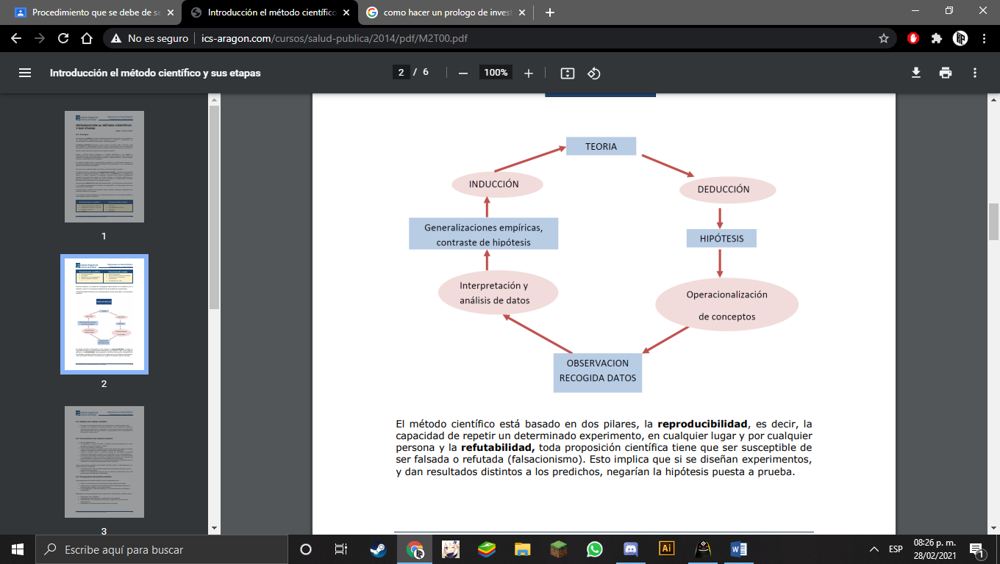 Procedimiento que se debe de se
Introducción el método científico
como hacer un prologo de invest
No es seguro
ics-aragon.com/cursos/salud-publica/2014/pdf/M2T00.pdf
Introducción el método científico y sus etapas
2 / 6
100%
1
2
3
TEORIA
INDUCCIÓN
DEDUCCIÓN
Generalizaciones empíricas,
contraste de hipótesis
HIPÓTESIS
Interpretación y
análisis de datos
Operacionalización
de conceptos
OBSERVACION
RECOGIDA DATOS
El método científico está basado en dos pilares, la reproducibilidad, es decir, la
capacidad de repetir un determinado experimento, en cualquier lugar y por cualquier
persona y la refutabilidad, toda proposición científica tiene que ser susceptible de
ser falsada o refutada (falsacionismo). Esto implica que si se diseñan experimentos,
y dan resultados distintos a los predichos, negarían la hipótesis puesta a prueba.
Escribe aquí para buscar
Ai
ESP
08:26 p. m.
28/02/2021
1